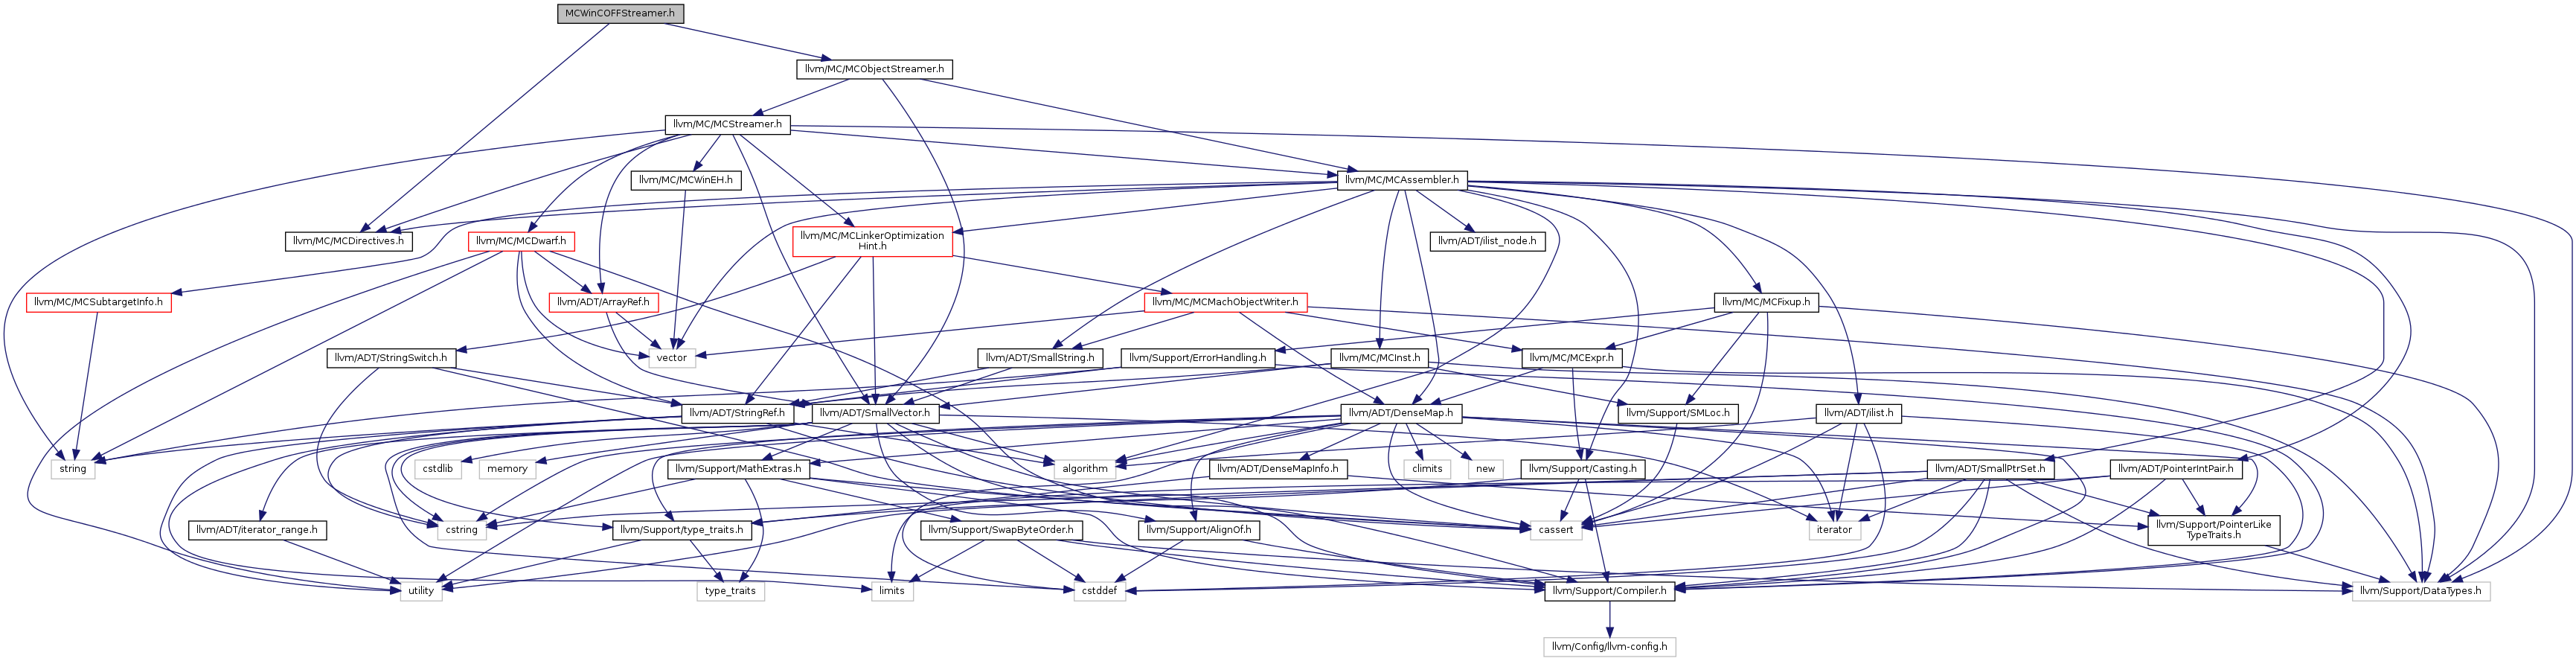 MCWinCOFFStreamer.h
llvm/MC/MCObjectStreamer.h
llvm/MC/MCStreamer.h
llvm/MC/MCWinEH.h
llvm/MC/MCAssembler.h
llvm/MC/MCDirectives.h
llvm/MC/MCDwarf.h
llvm/MC/MCLinkerOptimization
Hint.h
llvm/ADT/ilist_node.h
llvm/MC/MCSubtargetInfo.h
llvm/ADT/ArrayRef.h
llvm/MC/MCMachObjectWriter.h
llvm/MC/MCFixup.h
llvm/ADT/StringSwitch.h
vector
llvm/ADT/SmallString.h
llvm/Support/ErrorHandling.h
llvm/MC/MCInst.h
llvm/MC/MCExpr.h
llvm/ADT/StringRef.h
llvm/ADT/SmallVector.h
llvm/ADT/DenseMap.h
llvm/Support/SMLoc.h
llvm/ADT/ilist.h
string
cstdlib
memory
llvm/Support/MathExtras.h
algorithm
llvm/ADT/DenseMapInfo.h
climits
new
llvm/Support/Casting.h
llvm/ADT/SmallPtrSet.h
llvm/ADT/PointerIntPair.h
llvm/ADT/iterator_range.h
cstring
llvm/Support/type_traits.h
llvm/Support/SwapByteOrder.h
llvm/Support/AlignOf.h
cassert
iterator
llvm/Support/PointerLike
TypeTraits.h
utility
type_traits
limits
cstddef
llvm/Support/Compiler.h
llvm/Support/DataTypes.h
llvm/Config/llvm-config.h